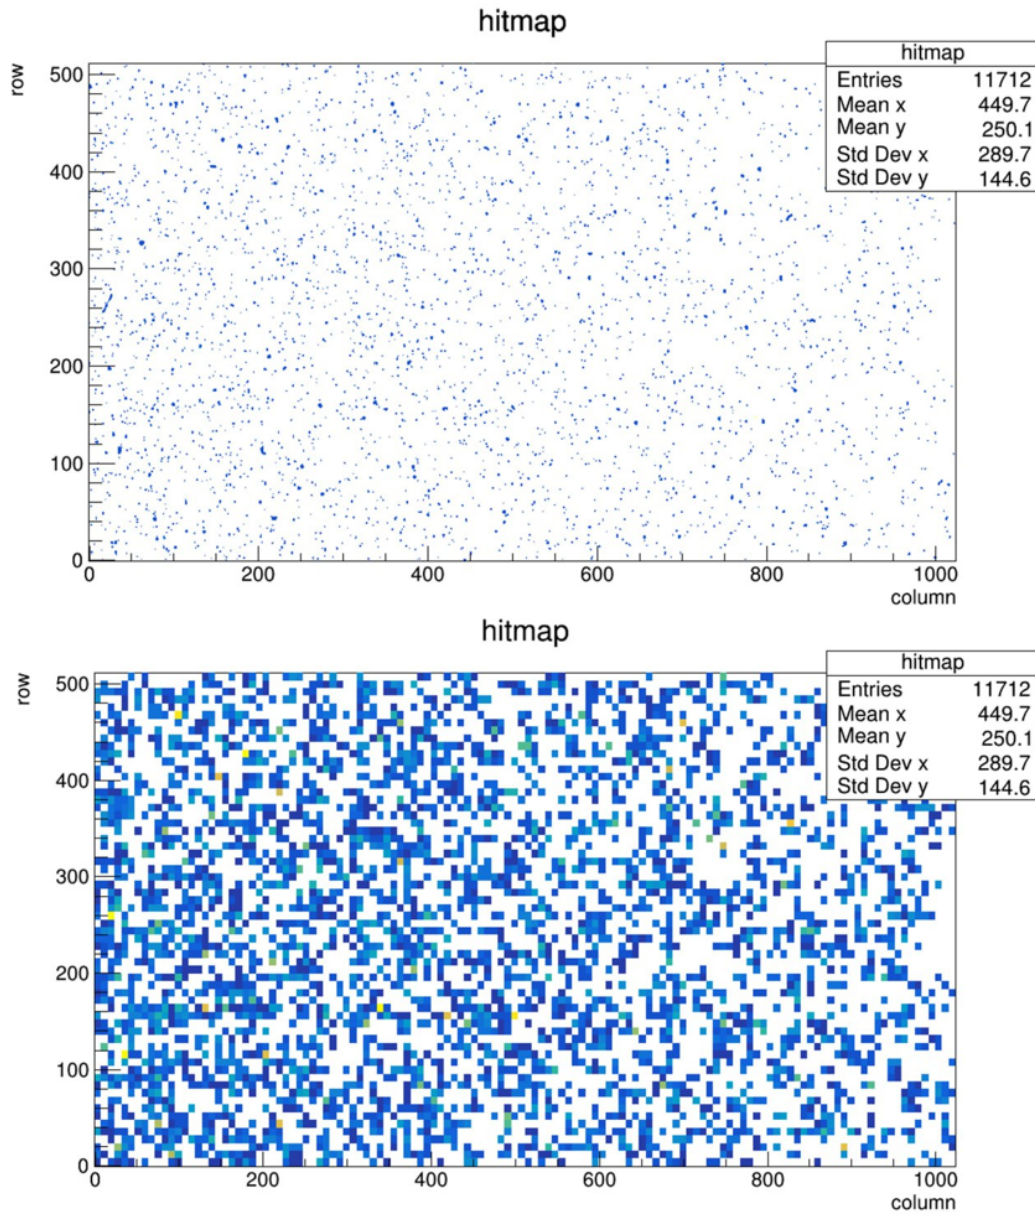 hitmap
hitmap
Entries 11712
Mean x 449.7
Mean y 250.1
Std Dev x 289.7
Std Dev y 144.6
row
500
400
300
200
100
0
0 200 400 600 800 1000
column
hitmap
hitmap
Entries 11712
Mean x 449.7
Mean y 250.1
Std Dev x 289.7
Std Dev y 144.6
row
500
400
300
200
100
0
0 200 400 600 800 1000
column